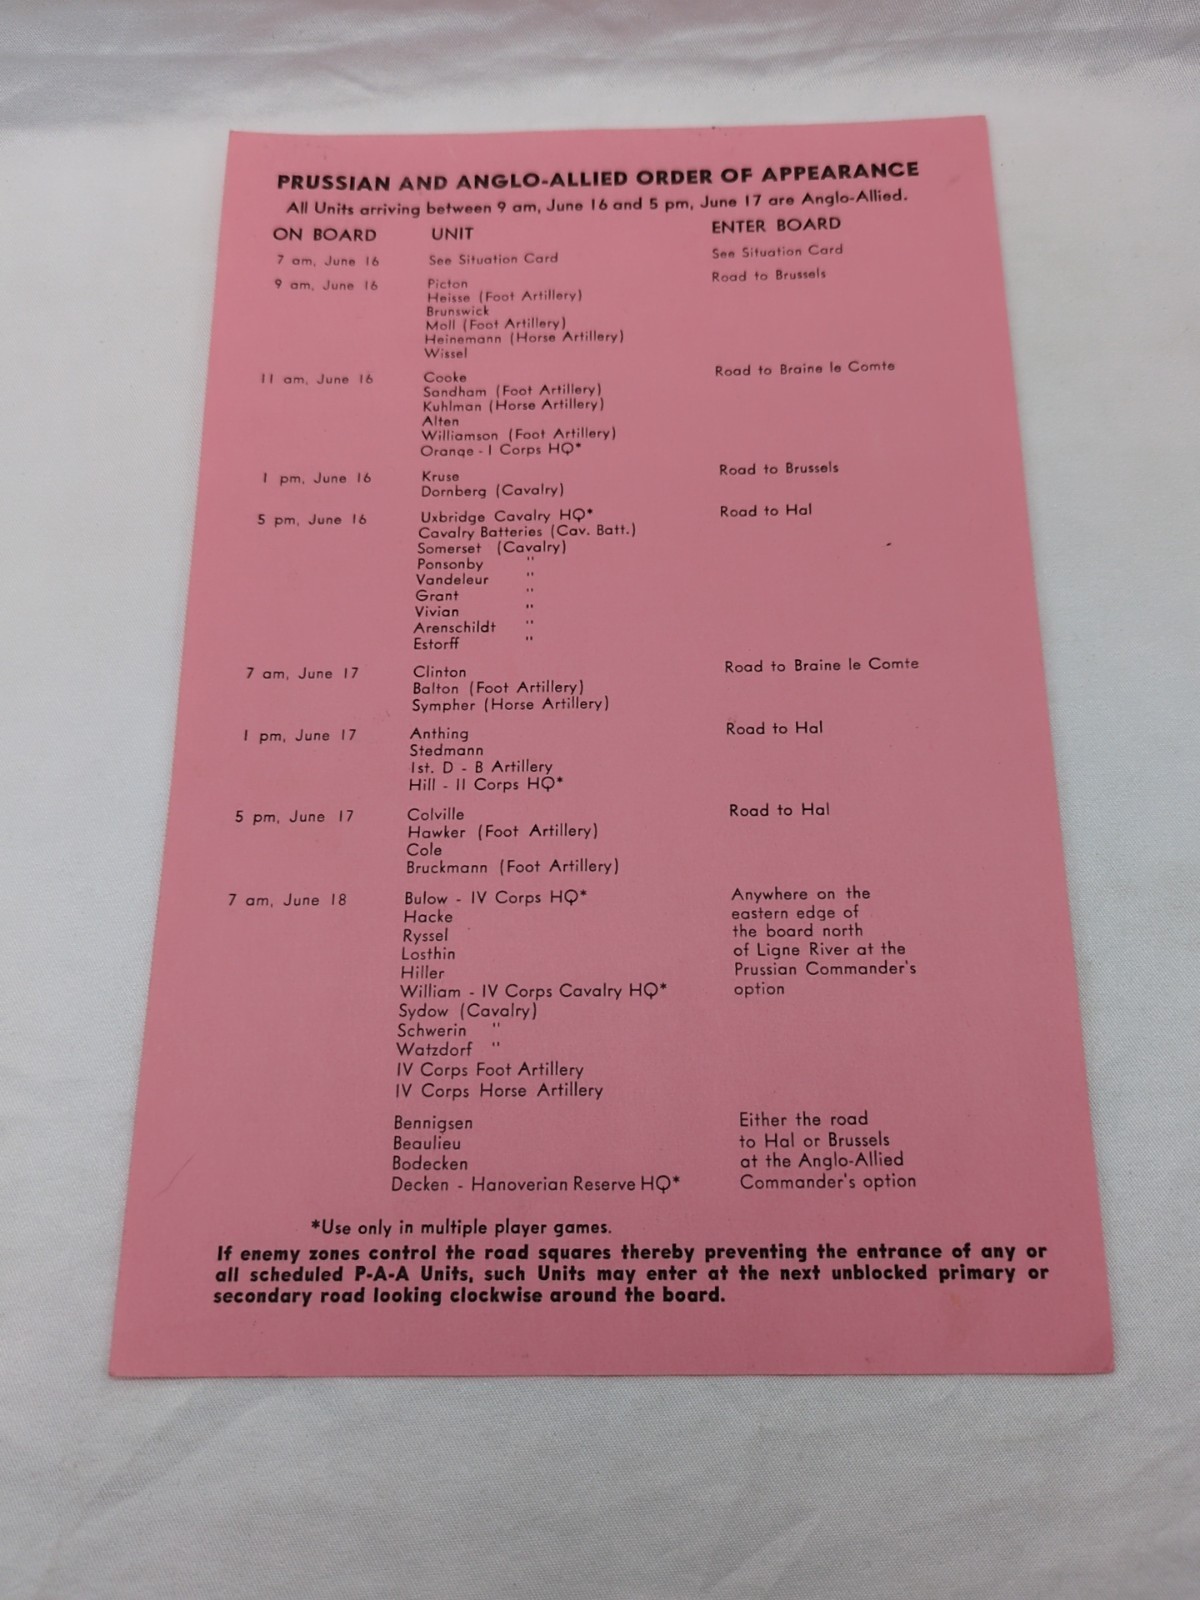 PRUSSIAN AND ANGLO-ALLIED ORDER OF APPEARANCE
All Units arriving between 9 am, June 16 and 5 pm, June 17 are Anglo-Allied.
ON BOARD UNIT ENTER BOARD
7 am, June 16 See Situation Card See Situation Card
9 am, June 16 Picton Road to Brussels
Heisse (Foot Artillery)
Brunswick
Moll (Foot Artillery)
Heinemann (Horse Artillery)
Wissel
11 am, June 16 Cooke Road to Braine le Comte
Sandham (Foot Artillery)
Kuhlman (Horse Artillery)
Alten
Williamson (Foot Artillery)
Orange - I Corps HQ*
1 pm, June 16 Kruse Road to Brussels
Dornberg (Cavalry)
5 pm, June 16 Uxbridge Cavalry HQ* Road to Hal
Cavalry Batteries (Cav. Batt.)
Somerset (Cavalry)
Ponsonby "
Vandeleur "
Grant "
Vivian "
Arenschildt "
Estorff "
7 am, June 17 Clinton Road to Braine le Comte
Balton (Foot Artillery)
Sympher (Horse Artillery)
1 pm, June 17 Anthing Road to Hal
Stedmann
1st. D - B Artillery
Hill - II Corps HQ*
5 pm, June 17 Colville Road to Hal
Hawker (Foot Artillery)
Cole
Bruckmann (Foot Artillery)
7 am, June 18 Bulow - IV Corps HQ* Anywhere on the
Hacke eastern edge of
Ryssel the board north
Losthin of Ligne River at the
Hiller Prussian Commander's
William - IV Corps Cavalry HQ* option
Sydow (Cavalry)
Schwerin "
Watzdorf "
IV Corps Foot Artillery
IV Corps Horse Artillery
Bennigsen Either the road
Beaulieu to Hal or Brussels
Bodecken at the Anglo-Allied
Decken - Hanoverian Reserve HQ* Commander's option
*Use only in multiple player games.
If enemy zones control the road squares thereby preventing the entrance of any or
all scheduled P-A-A Units, such Units may enter at the next unblocked primary or
secondary road looking clockwise around the board.